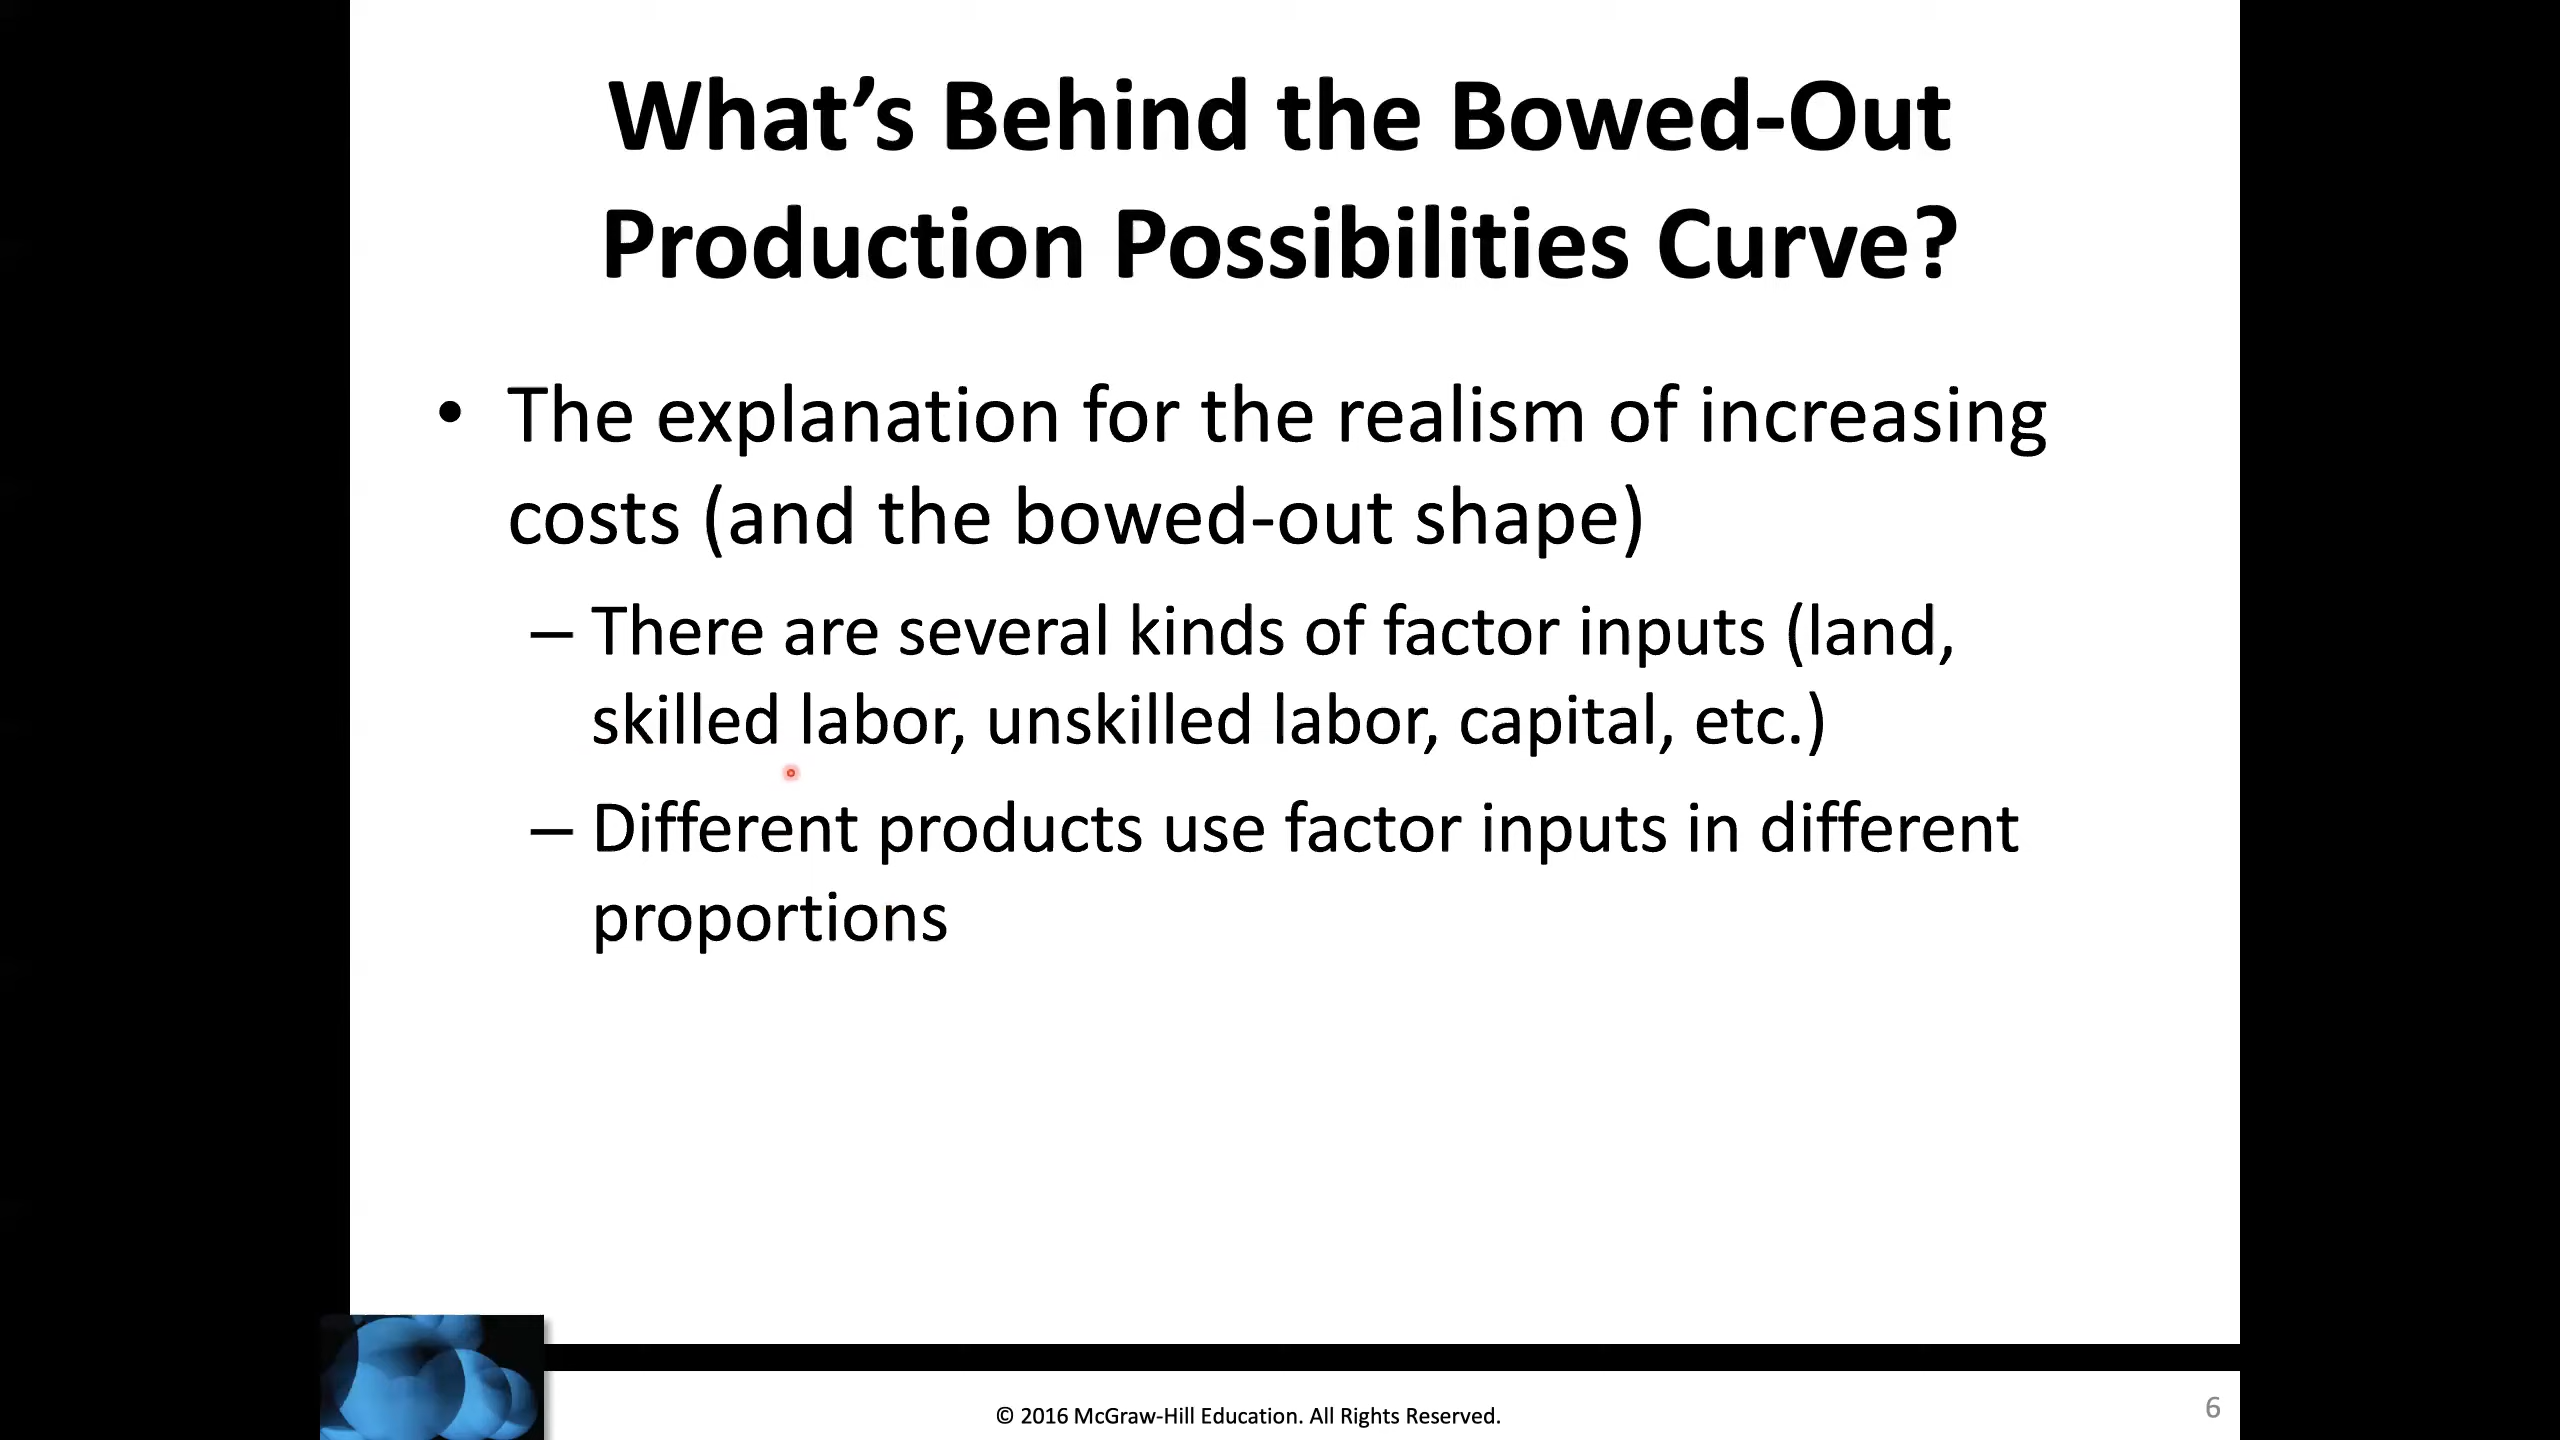 What’s Behind the Bowed-Out
Production Possibilities Curve?
• The explanation for the realism of increasing
costs (and the bowed-out shape)
– There are several kinds of factor inputs (land,
skilled labor, unskilled labor, capital, etc.)
– Different products use factor inputs in different
proportions
© 2016 McGraw-Hill Education. All Rights Reserved.
6